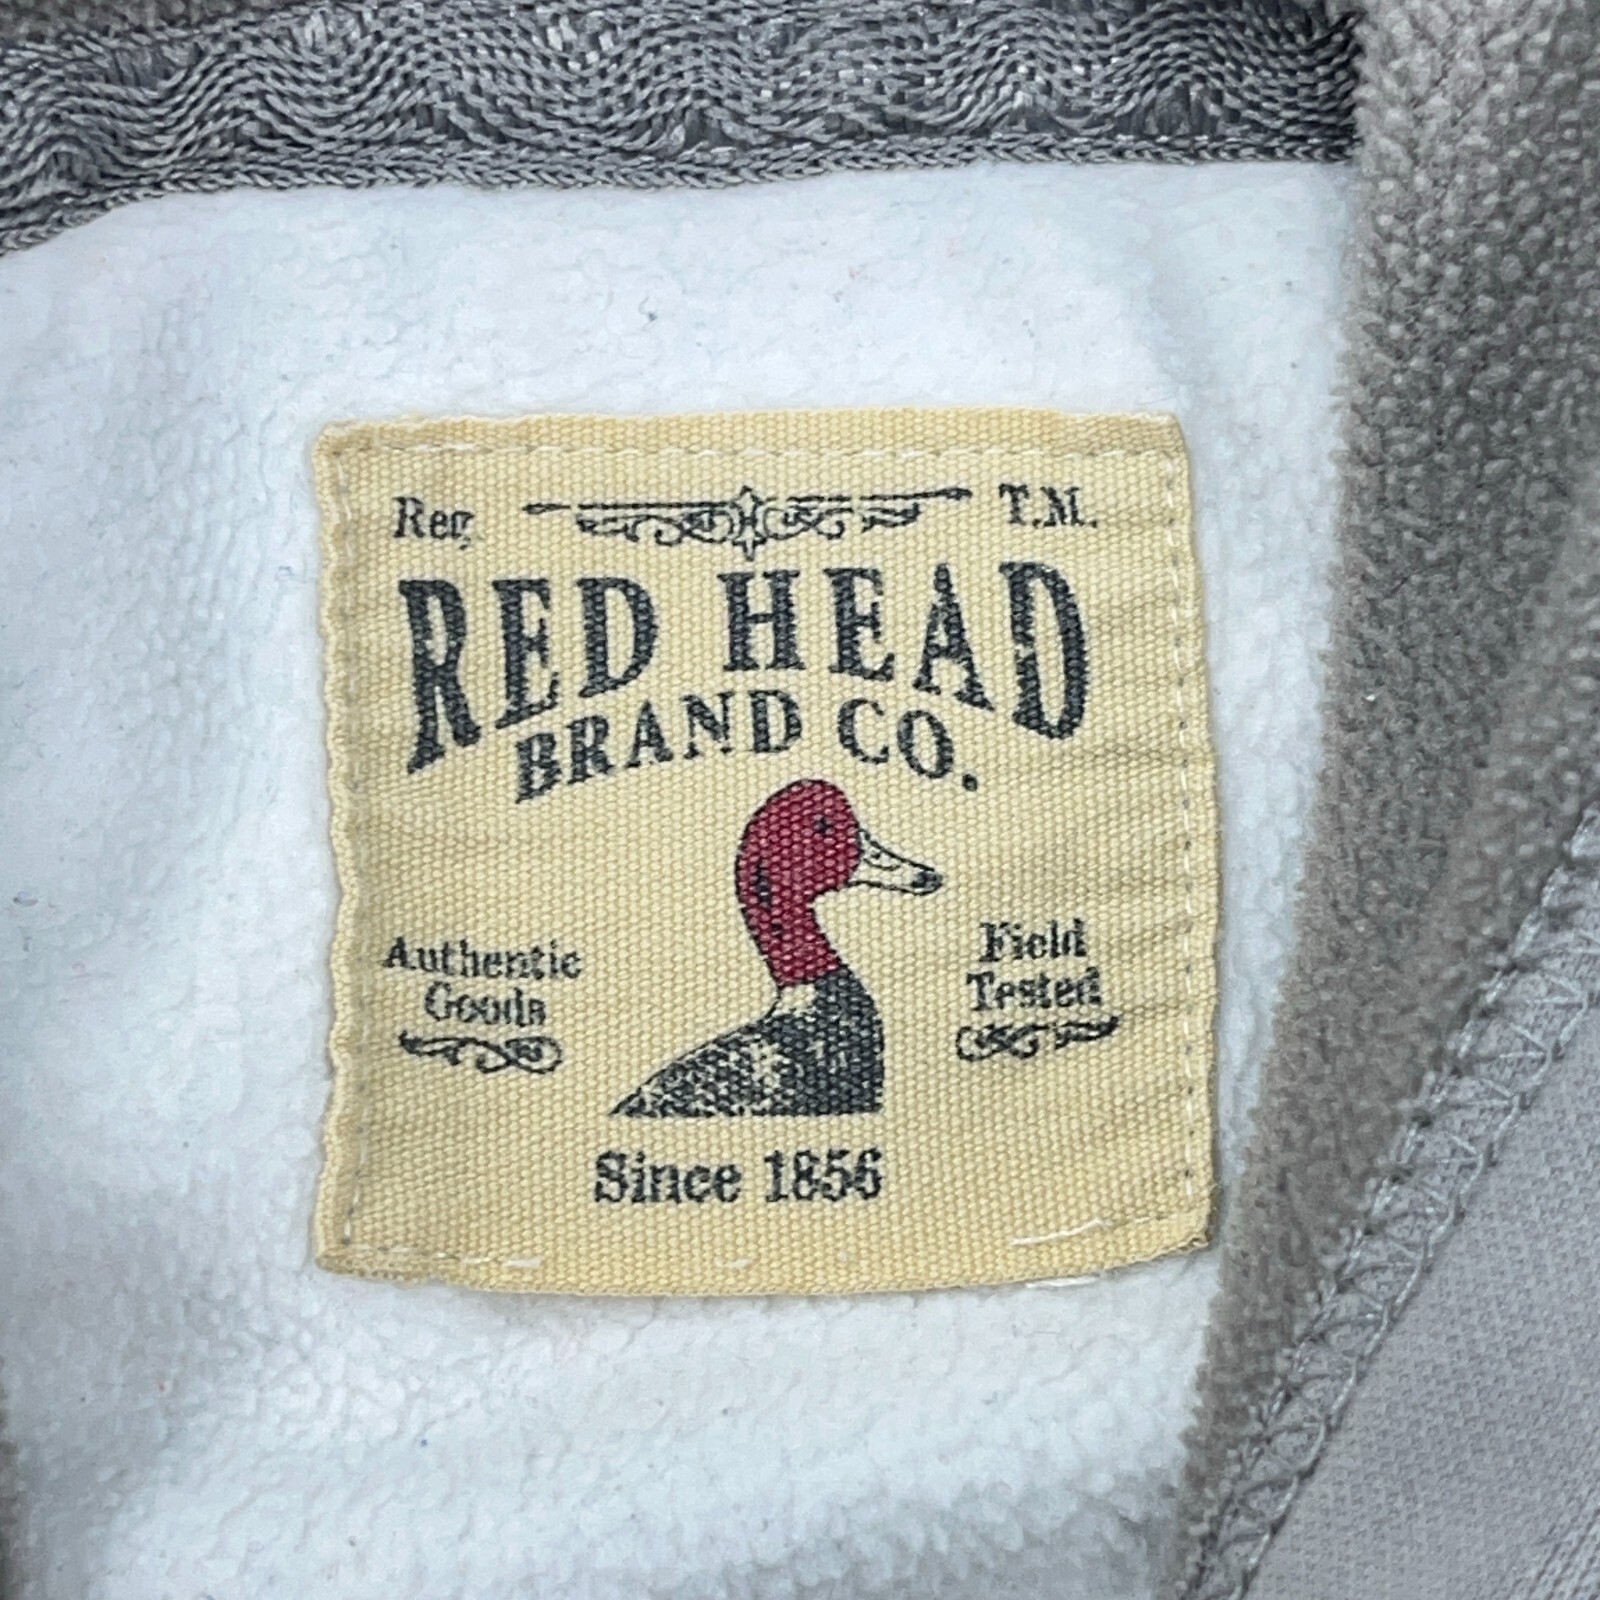 Reg. T.M.
RED HEAD
BRAND CO.
Authentic
Goods
Field
Tested
Since 1856